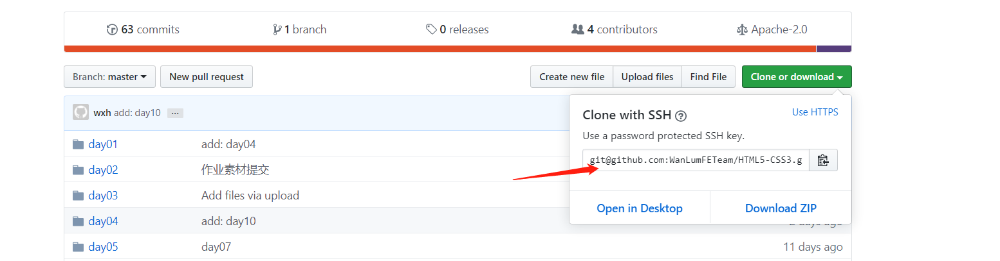 63 commits 1 branch 0 releases 4 contributors Apache-2.0
Branch: master New pull request Create new file Upload files Find File Clone or download
wxh add: day10 ...
Clone with SSH ? Use HTTPS
Use a password protected SSH key.
git@github.com:WanLumFETeam/HTML5-CSS3.g
Open in Desktop Download ZIP
day01 add: day04
day02 作业素材提交
day03 Add files via upload
day04 add: day10 2 days ago
day05 day07 11 days ago